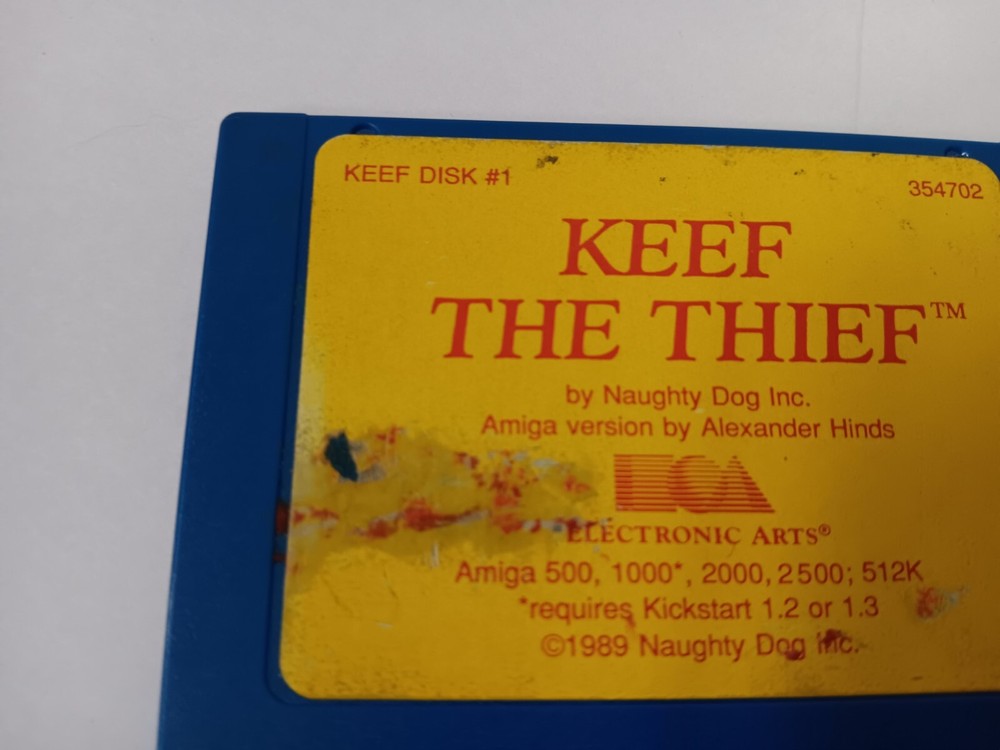 KEEF DISK #1
354702
KEEF
THE THIEF™
by Naughty Dog Inc.
Amiga version by Alexander Hinds
EA
ELECTRONIC ARTS®
Amiga 500, 1000*, 2000, 2500; 512K
*requires Kickstart 1.2 or 1.3
©1989 Naughty Dog Inc.